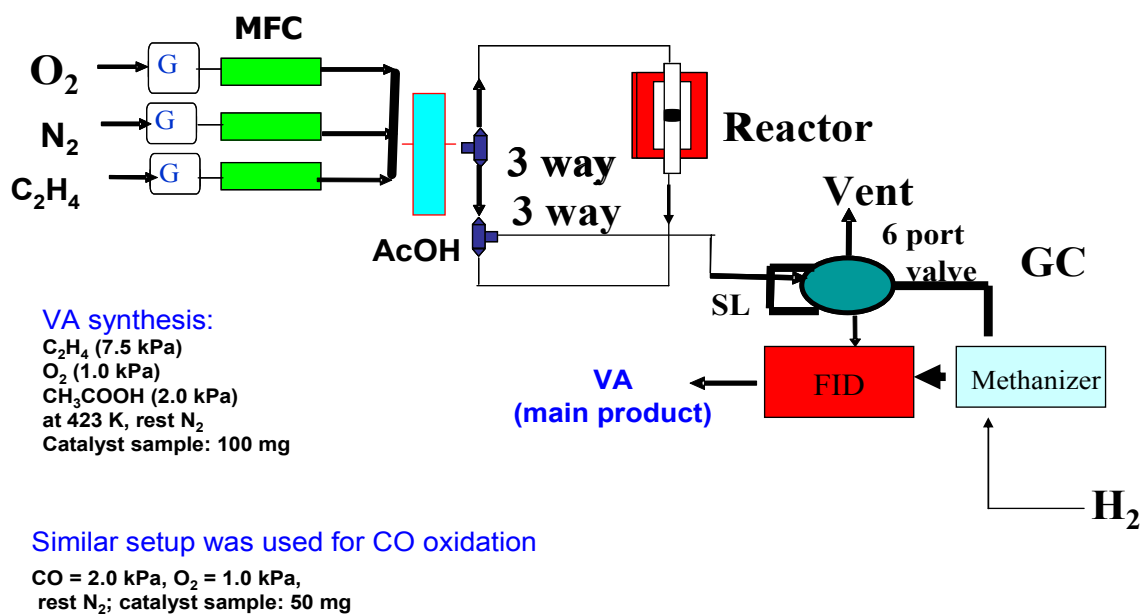 MFC
O₂ G
N₂ G
C₂H₄ G
Reactor
3 way
3 way
AcOH
Vent
6 port
valve
GC
SL
VA synthesis:
C₂H₄ (7.5 kPa)
O₂ (1.0 kPa)
CH₃COOH (2.0 kPa)
at 423 K, rest N₂
Catalyst sample: 100 mg
VA
(main product)
FID
Methanizer
H₂
Similar setup was used for CO oxidation
CO = 2.0 kPa, O₂ = 1.0 kPa,
rest N₂; catalyst sample: 50 mg